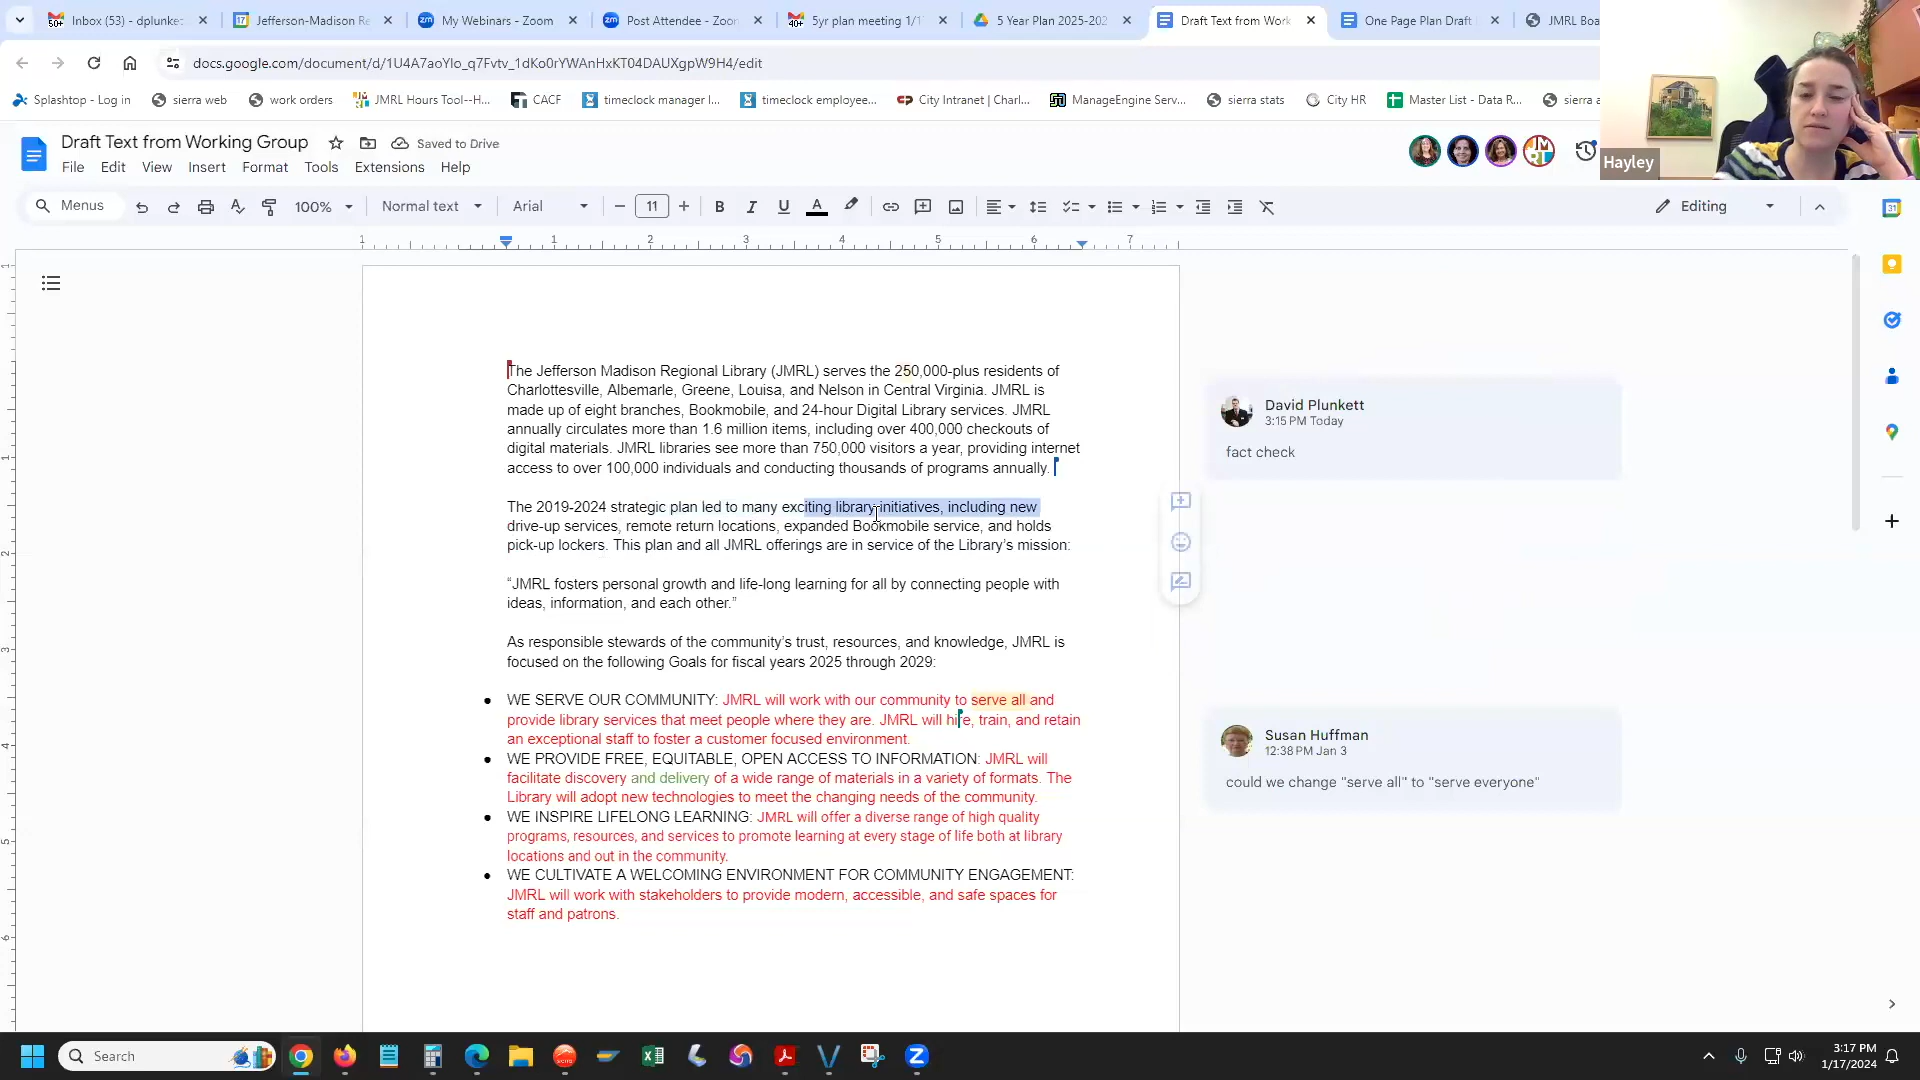 50+ Inbox (53) - dplunke
Jefferson-Madison Re
My Webinars - Zoom
Post Attendee - Zoo
40+ 5yr plan meeting 1/1
5 Year Plan 2025-202
Draft Text from Work
One Page Plan Draft
JMRL Boa
docs.google.com/document/d/1U4A7aoYlo_q7Fvtv_1dKo0rYWAnHxKT04DAUXgpW9H4/edit
Splashtop - Log in
sierra web
work orders
JMRL Hours Tool--H...
CACF
timeclock manager l...
timeclock employee...
City Intranet | Charl...
ManageEngine Serv...
sierra stats
City HR
Master List - Data R...
sierra a
Draft Text from Working Group
Saved to Drive
File Edit View Insert Format Tools Extensions Help
Hayley
Menus
100%
Normal text
Arial
11
Editing
1 1 2 3 4 5 6 7
The Jefferson Madison Regional Library (JMRL) serves the 250,000-plus residents of
Charlottesville, Albemarle, Greene, Louisa, and Nelson in Central Virginia. JMRL is
made up of eight branches, Bookmobile, and 24-hour Digital Library services. JMRL
annually circulates more than 1.6 million items, including over 400,000 checkouts of
digital materials. JMRL libraries see more than 750,000 visitors a year, providing internet
access to over 100,000 individuals and conducting thousands of programs annually.
The 2019-2024 strategic plan led to many exciting library initiatives, including new
drive-up services, remote return locations, expanded Bookmobile service, and holds
pick-up lockers. This plan and all JMRL offerings are in service of the Library’s mission:
“JMRL fosters personal growth and life-long learning for all by connecting people with
ideas, information, and each other.”
As responsible stewards of the community’s trust, resources, and knowledge, JMRL is
focused on the following Goals for fiscal years 2025 through 2029:
● WE SERVE OUR COMMUNITY: JMRL will work with our community to serve all and
provide library services that meet people where they are. JMRL will hire, train, and retain
an exceptional staff to foster a customer focused environment.
● WE PROVIDE FREE, EQUITABLE, OPEN ACCESS TO INFORMATION: JMRL will
facilitate discovery and delivery of a wide range of materials in a variety of formats. The
Library will adopt new technologies to meet the changing needs of the community.
● WE INSPIRE LIFELONG LEARNING: JMRL will offer a diverse range of high quality
programs, resources, and services to promote learning at every stage of life both at library
locations and out in the community.
● WE CULTIVATE A WELCOMING ENVIRONMENT FOR COMMUNITY ENGAGEMENT:
JMRL will work with stakeholders to provide modern, accessible, and safe spaces for
staff and patrons.
David Plunkett
3:15 PM Today
fact check
Susan Huffman
12:38 PM Jan 3
could we change "serve all" to "serve everyone"
Search
3:17 PM
1/17/2024